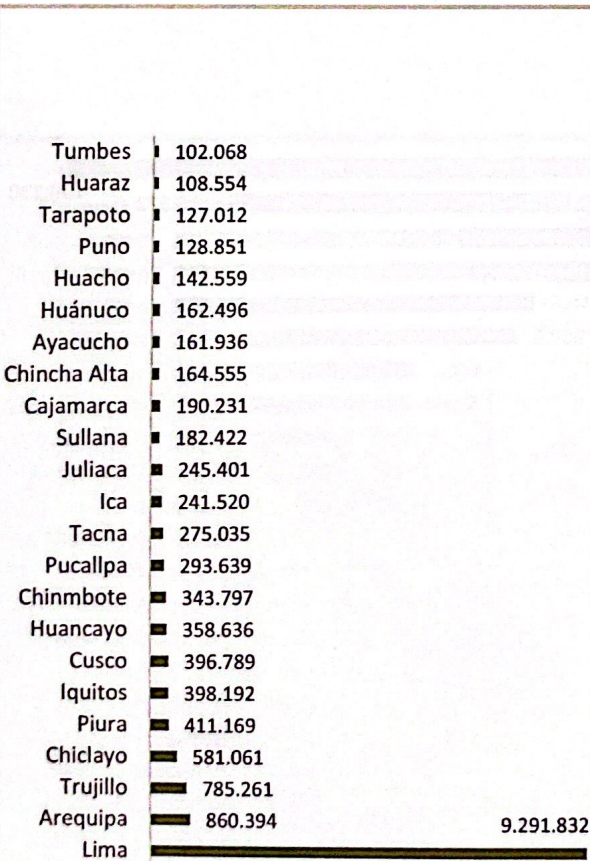 Tumbes 102.068
Huaraz 108.554
Tarapoto 127.012
Puno 128.851
Huacho 142.559
Huánuco 162.496
Ayacucho 161.936
Chincha Alta 164.555
Cajamarca 190.231
Sullana 182.422
Juliaca 245.401
Ica 241.520
Tacna 275.035
Pucallpa 293.639
Chinmbote 343.797
Huancayo 358.636
Cusco 396.789
Iquitos 398.192
Piura 411.169
Chiclayo 581.061
Trujillo 785.261
Arequipa 860.394
Lima 9.291.832